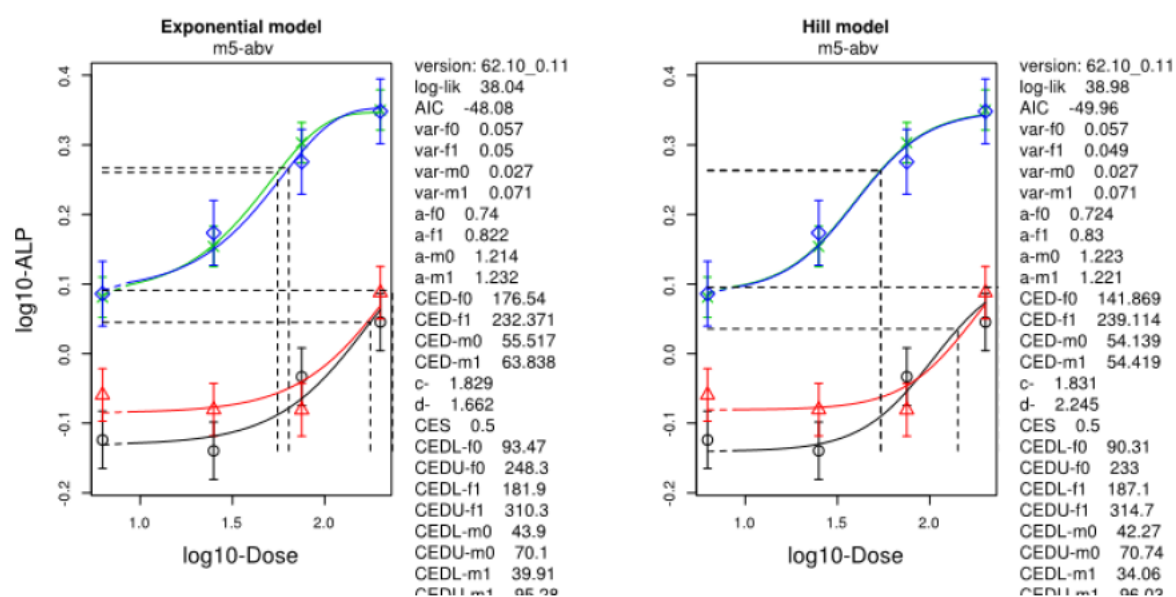 Exponential model
m5-abv
log10-ALP
0.4
0.3
0.2
0.1
0.0
-0.1
-0.2
1.0
1.5
2.0
log10-Dose
version: 62.10_0.11
log-lik 38.04
AIC -48.08
var-f0 0.057
var-f1 0.05
var-m0 0.027
var-m1 0.071
a-f0 0.74
a-f1 0.822
a-m0 1.214
a-m1 1.232
CED-f0 176.54
CED-f1 232.371
CED-m0 55.517
CED-m1 63.838
c- 1.829
d- 1.662
CES 0.5
CEDL-f0 93.47
CEDU-f0 248.3
CEDL-f1 181.9
CEDU-f1 310.3
CEDL-m0 43.9
CEDU-m0 70.1
CEDL-m1 39.91
CEDU-m1 95.28
Hill model
m5-abv
0.4
0.3
0.2
0.1
0.0
-0.1
-0.2
1.0
1.5
2.0
log10-Dose
version: 62.10_0.11
log-lik 38.98
AIC -49.96
var-f0 0.057
var-f1 0.049
var-m0 0.027
var-m1 0.071
a-f0 0.724
a-f1 0.83
a-m0 1.223
a-m1 1.221
CED-f0 141.869
CED-f1 239.114
CED-m0 54.139
CED-m1 54.419
c- 1.831
d- 2.245
CES 0.5
CEDL-f0 90.31
CEDU-f0 233
CEDL-f1 187.1
CEDU-f1 314.7
CEDL-m0 42.27
CEDU-m0 70.74
CEDL-m1 34.06
CEDU-m1 96.03